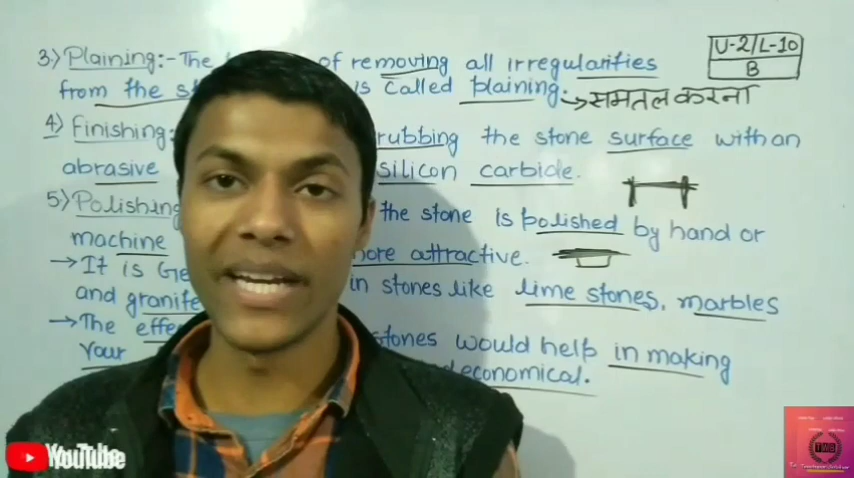 3.) Plaining:- The of removing all irregularities
from the st is called plaining. → समतल करना
U-2/L-10
B
4) Finishing: rubbing the stone surface with an
abrasive silicon carbide.
5) Polishing the stone is polished by hand or
machine more attractive.
→ It is Ge in stones like lime stones, marbles
and granite
→ The effe stones would help in making
Your economical.
YouTube
TWB